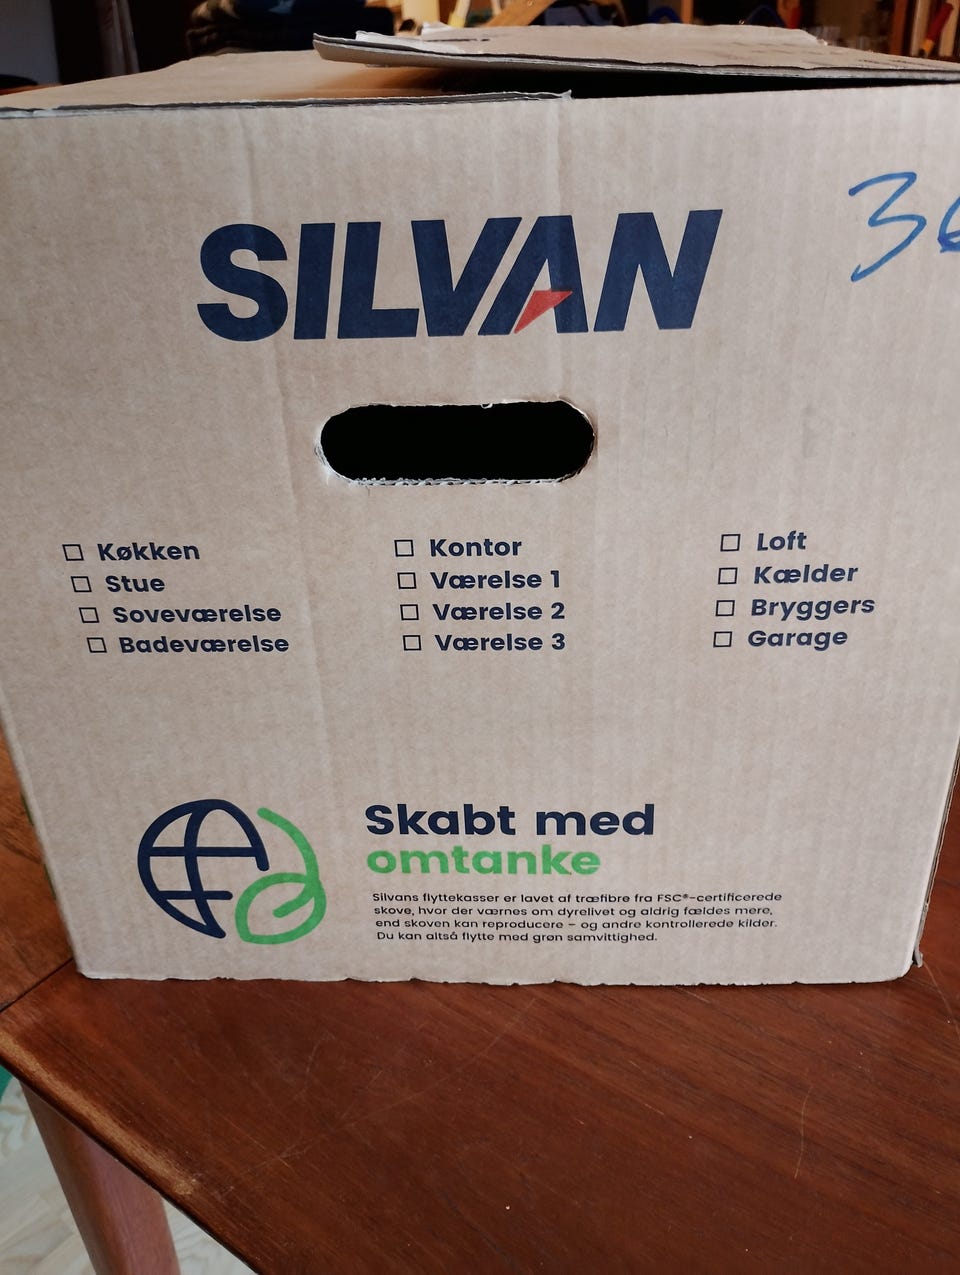 SILVAN
36
Køkken
Stue
Soveværelse
Badeværelse
Kontor
Værelse 1
Værelse 2
Værelse 3
Loft
Kælder
Bryggers
Garage
Skabt med
omtanke
Silvans flyttekasser er lavet af træfibre fra FSC®-certificerede
skove, hvor der værnes om dyrelivet og aldrig fældes mere,
end skoven kan reproducere – og andre kontrollerede kilder.
Du kan altså flytte med grøn samvittighed.